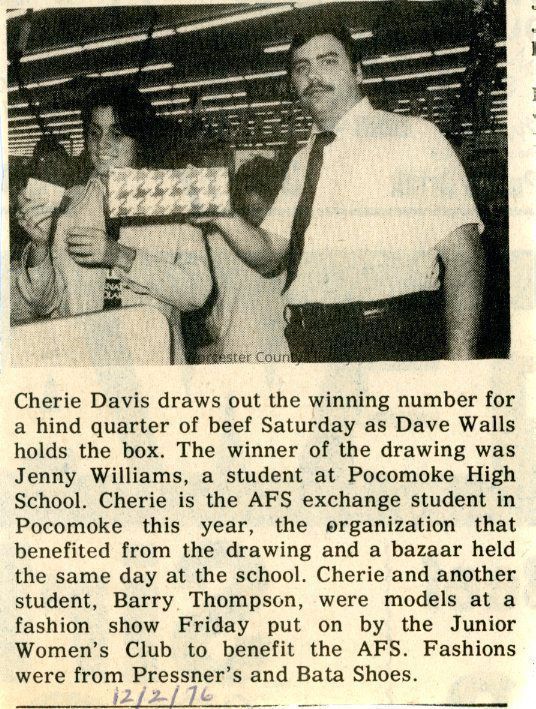 Worcester County Library
Cherie Davis draws out the winning number for
a hind quarter of beef Saturday as Dave Walls
holds the box. The winner of the drawing was
Jenny Williams, a student at Pocomoke High
School. Cherie is the AFS exchange student in
Pocomoke this year, the organization that
benefited from the drawing and a bazaar held
the same day at the school. Cherie and another
student, Barry Thompson, were models at a
fashion show Friday put on by the Junior
Women's Club to benefit the AFS. Fashions
were from Pressner's and Bata Shoes.
12/2/76